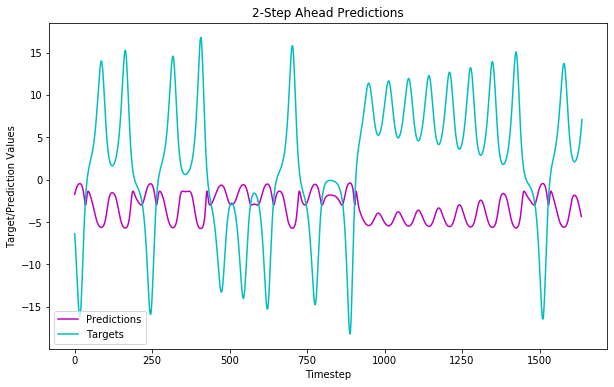 2-Step Ahead Predictions
Target/Prediction Values
15
10
5
0
−5
−10
−15
Predictions
Targets
0
250
500
750
1000
1250
1500
Timestep